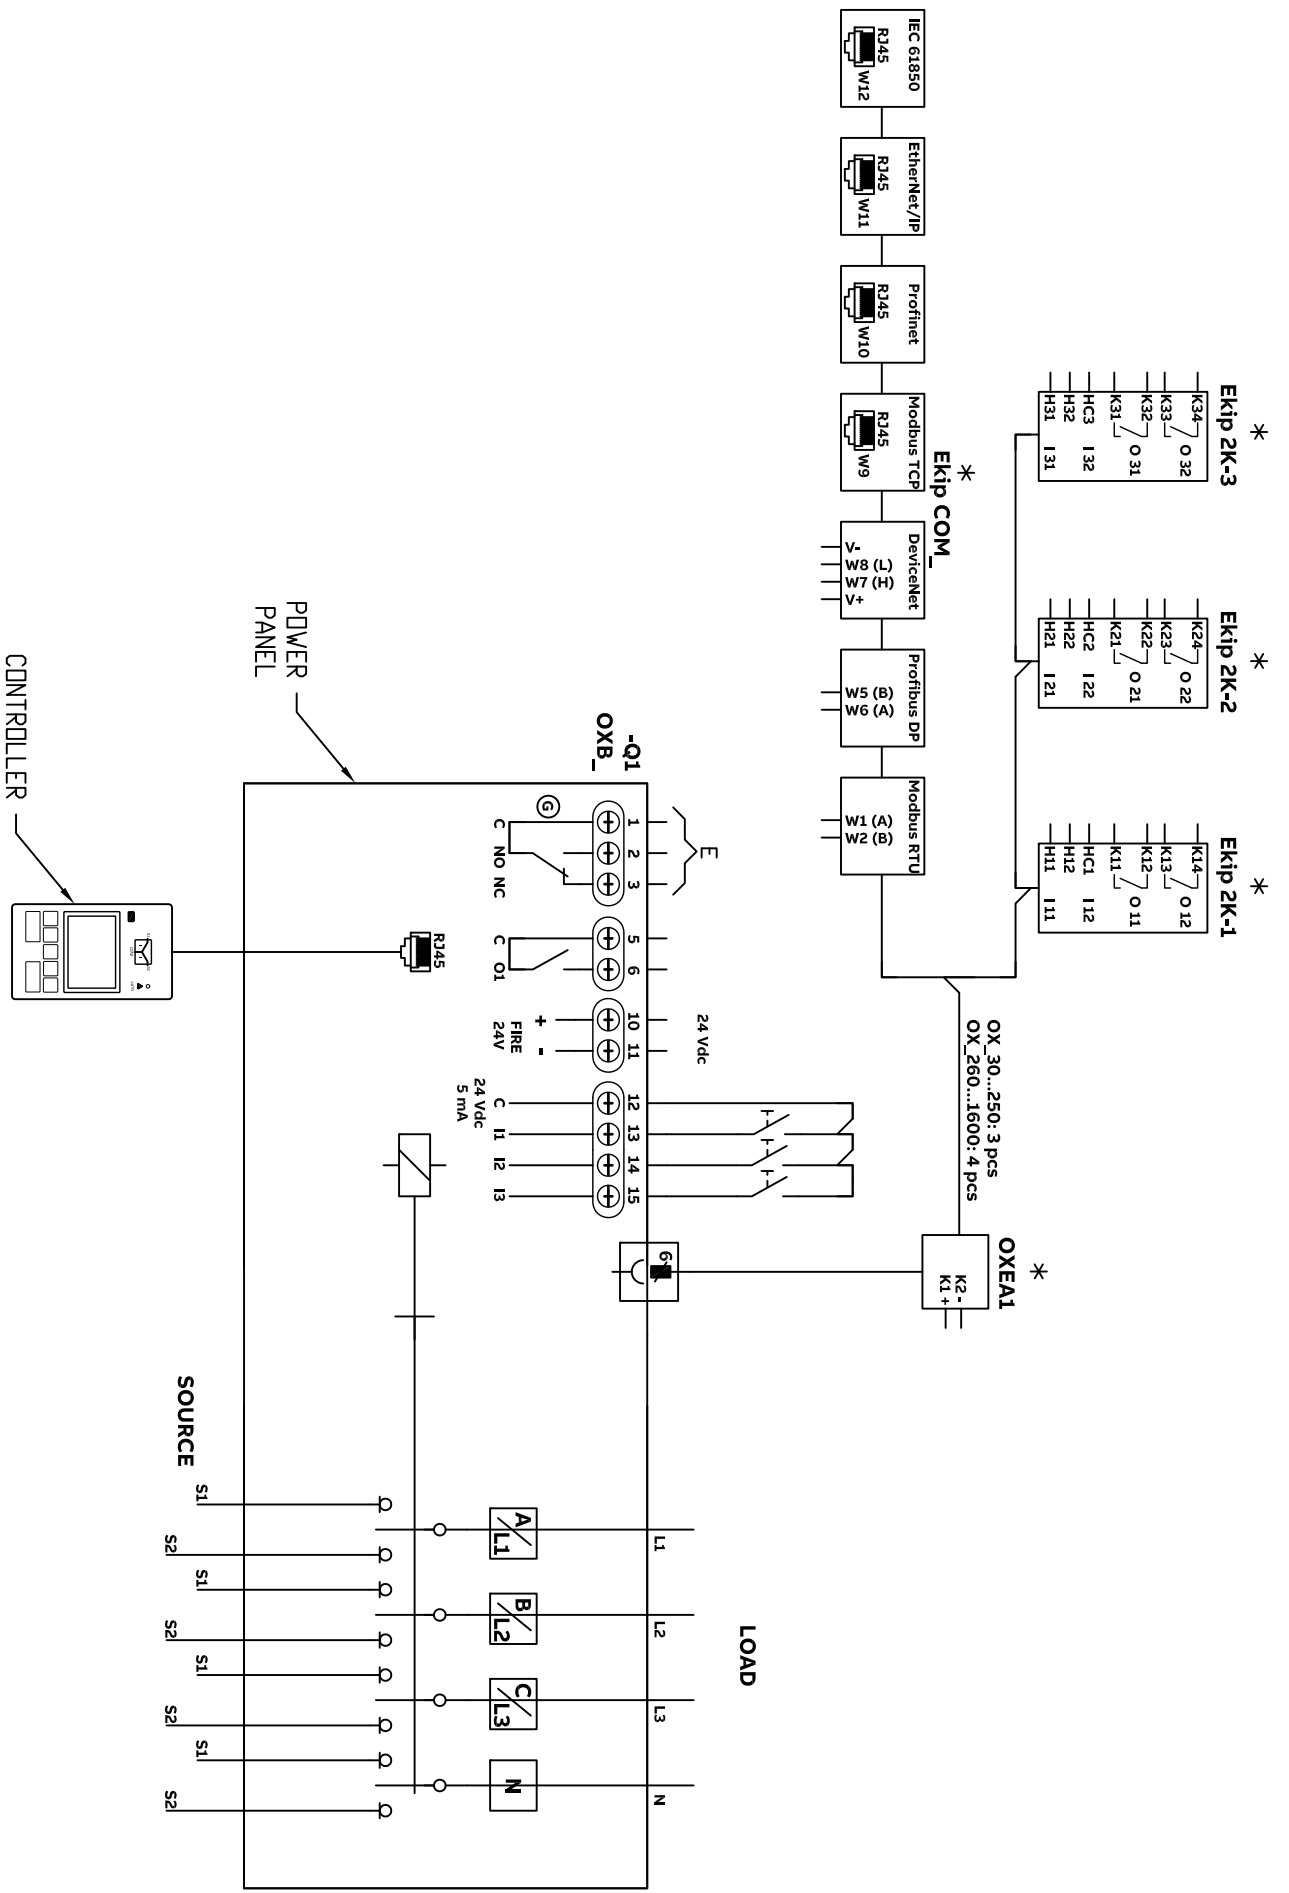 *
Ekip 2K-3
K34
K33
K32
K31
HC3
H32
H31
O 32
O 31
I 32
I 31
*
Ekip 2K-2
K24
K23
K22
K21
HC2
H22
H21
O 22
O 21
I 22
I 21
*
Ekip 2K-1
K14
K13
K12
K11
HC1
H12
H11
O 12
O 11
I 12
I 11
*
Ekip COM_
IEC 61850
RJ45
W12
EtherNet/IP
RJ45
W11
Profinet
RJ45
W10
Modbus TCP
RJ45
W9
DeviceNet
V-
W8 (L)
W7 (H)
V+
Profibus DP
W5 (B)
W6 (A)
Modbus RTU
W1 (A)
W2 (B)
OX_30...250: 3 pcs
OX_260...1600: 4 pcs
*
OXEA1
K2 -
K1 +
E
24 Vdc
LOAD
-Q1
OXB_
1
2
3
5
6
10
11
12
13
14
15
6
L1
L2
L3
N
G
C
NO
NC
C
O1
+
-
FIRE
24V
C
I1
I2
I3
24 Vdc
5 mA
A
L1
B
L2
C
L3
N
RJ45
POWER
PANEL
SOURCE
S1
S2
S1
S2
S1
S2
S1
S2
CONTROLLER